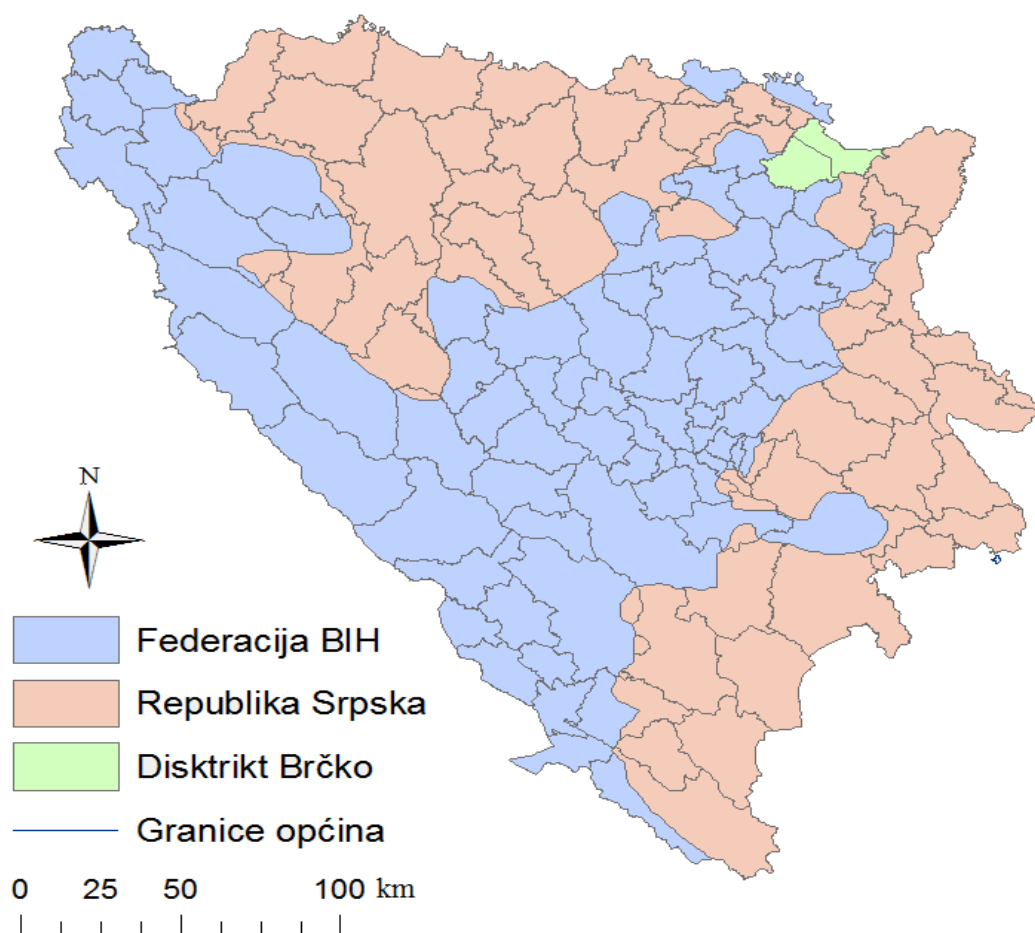 N
Federacija BIH
Republika Srpska
Disktrikt Brčko
Granice općina
0 25 50 100 km